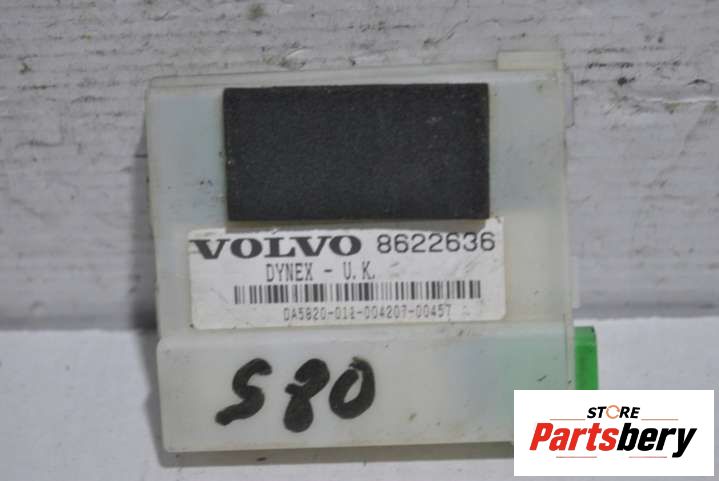 VOLVO 8622636
DYNEX - U.K.
DA5820-011-004207-00457
S80
STORE
Partsbery